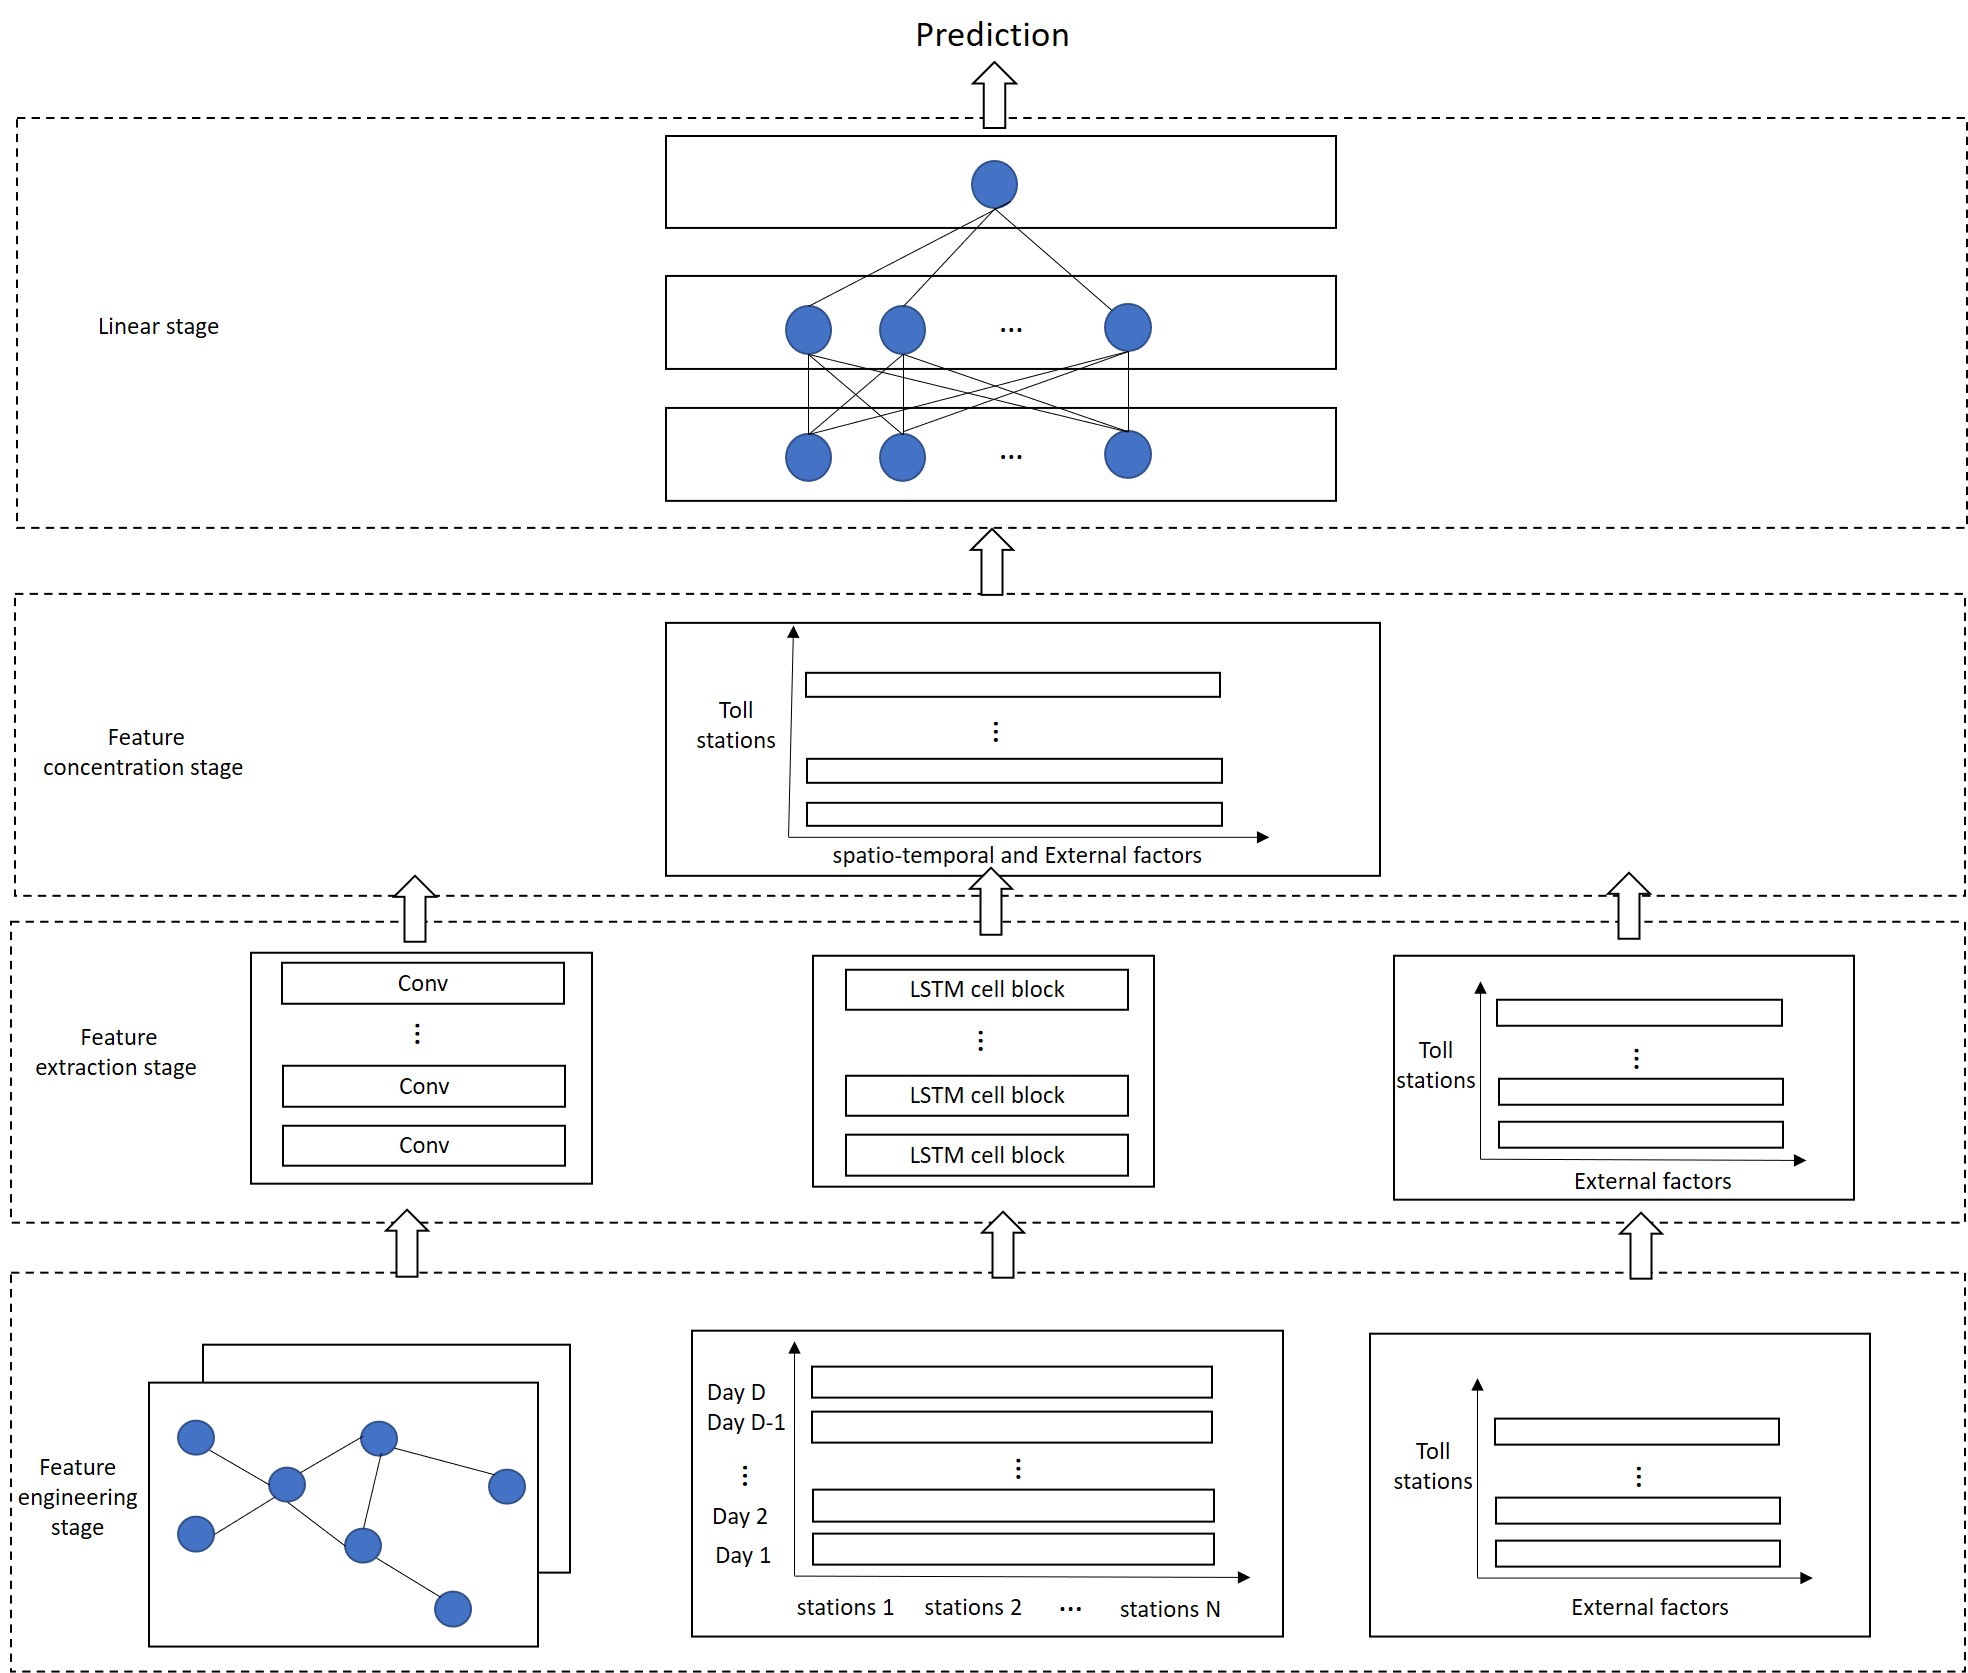 Prediction
Linear stage
...
...
Feature
concentration stage
Toll
stations
...
spatio-temporal and External factors
Feature
extraction stage
Conv
...
Conv
Conv
LSTM cell block
...
LSTM cell block
LSTM cell block
Toll
stations
...
External factors
Feature
engineering
stage
Day D
Day D-1
...
Day 2
Day 1
...
stations 1 stations 2 ... stations N
Toll
stations
...
External factors